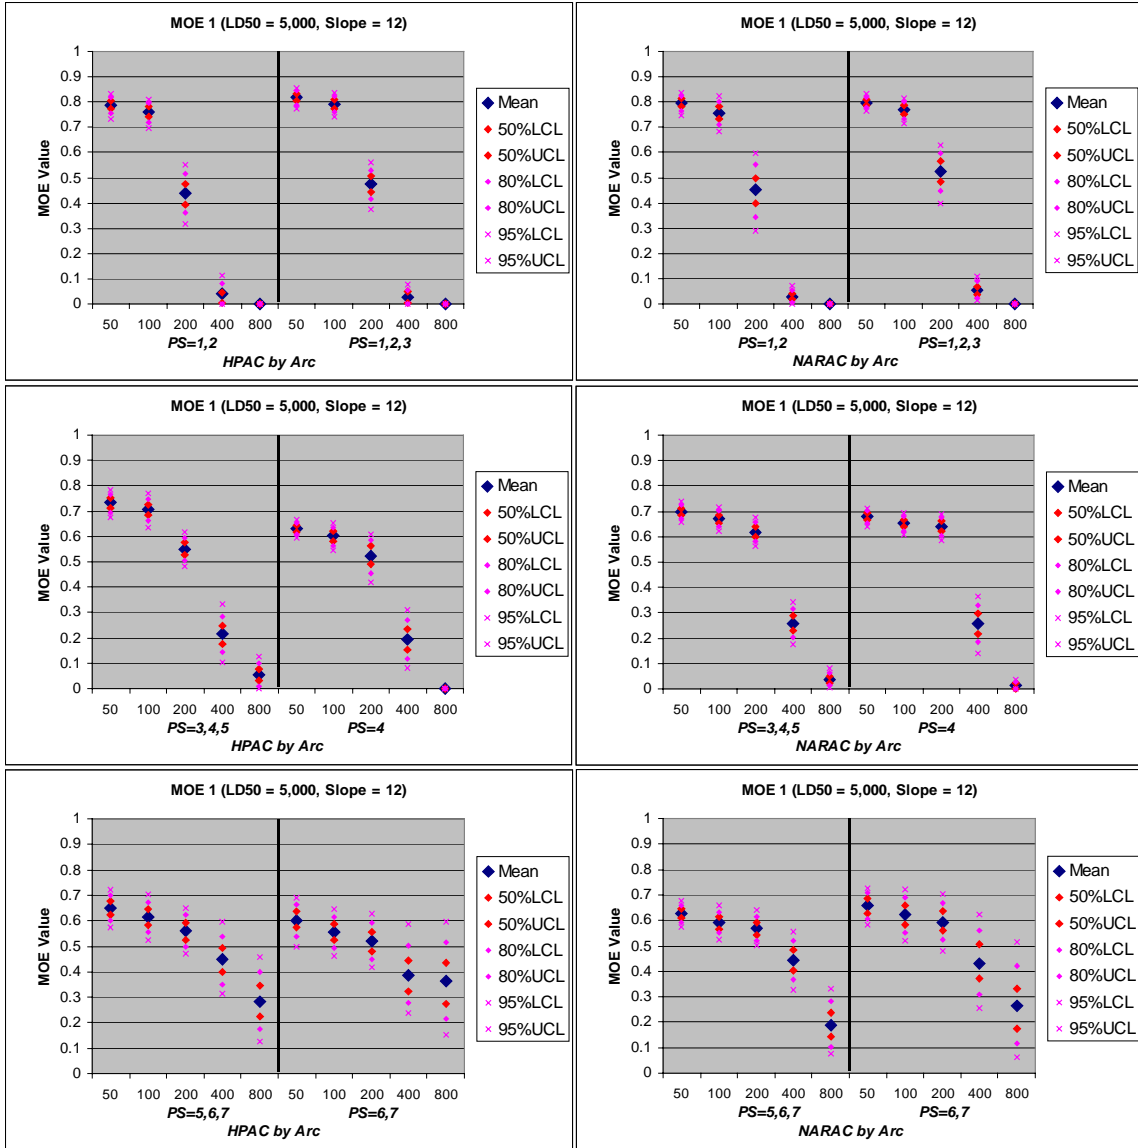 MOE 1 (LD50 = 5,000, Slope = 12)
MOE Value
1
0.9
0.8
0.7
0.6
0.5
0.4
0.3
0.2
0.1
0
50 100 200 400 800 50 100 200 400 800
PS=1,2 PS=1,2,3
HPAC by Arc
Mean
50%LCL
50%UCL
80%LCL
80%UCL
95%LCL
95%UCL
MOE 1 (LD50 = 5,000, Slope = 12)
MOE Value
1
0.9
0.8
0.7
0.6
0.5
0.4
0.3
0.2
0.1
0
50 100 200 400 800 50 100 200 400 800
PS=1,2 PS=1,2,3
NARAC by Arc
Mean
50%LCL
50%UCL
80%LCL
80%UCL
95%LCL
95%UCL
MOE 1 (LD50 = 5,000, Slope = 12)
MOE Value
1
0.9
0.8
0.7
0.6
0.5
0.4
0.3
0.2
0.1
0
50 100 200 400 800 50 100 200 400 800
PS=3,4,5 PS=4
HPAC by Arc
Mean
50%LCL
50%UCL
80%LCL
80%UCL
95%LCL
95%UCL
MOE 1 (LD50 = 5,000, Slope = 12)
MOE Value
1
0.9
0.8
0.7
0.6
0.5
0.4
0.3
0.2
0.1
0
50 100 200 400 800 50 100 200 400 800
PS=3,4,5 PS=4
NARAC by Arc
Mean
50%LCL
50%UCL
80%LCL
80%UCL
95%LCL
95%UCL
MOE 1 (LD50 = 5,000, Slope = 12)
MOE Value
1
0.9
0.8
0.7
0.6
0.5
0.4
0.3
0.2
0.1
0
50 100 200 400 800 50 100 200 400 800
PS=5,6,7 PS=6,7
HPAC by Arc
Mean
50%LCL
50%UCL
80%LCL
80%UCL
95%LCL
95%UCL
MOE 1 (LD50 = 5,000, Slope = 12)
MOE Value
1
0.9
0.8
0.7
0.6
0.5
0.4
0.3
0.2
0.1
0
50 100 200 400 800 50 100 200 400 800
PS=5,6,7 PS=6,7
NARAC by Arc
Mean
50%LCL
50%UCL
80%LCL
80%UCL
95%LCL
95%UCL